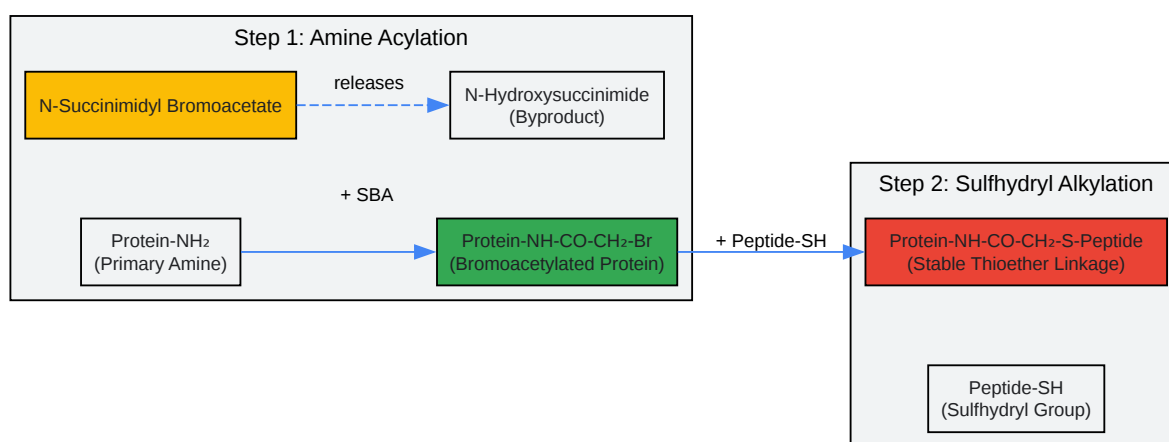 Step 1: Amine Acylation
N-Succinimidyl Bromoacetate
releases
N-Hydroxysuccinimide
(Byproduct)
+ SBA
Protein-NH₂
(Primary Amine)
Protein-NH-CO-CH₂-Br
(Bromoacetylated Protein)
+ Peptide-SH
Step 2: Sulfhydryl Alkylation
Protein-NH-CO-CH₂-S-Peptide
(Stable Thioether Linkage)
Peptide-SH
(Sulfhydryl Group)